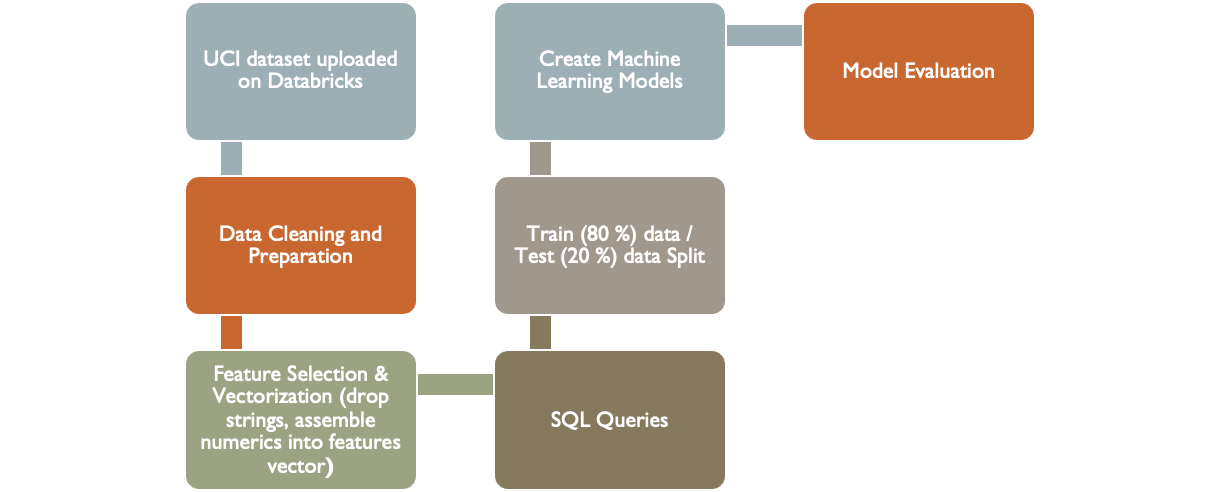 UCI dataset uploaded
on Databricks
Data Cleaning and
Preparation
Feature Selection &
Vectorization (drop
strings, assemble
numerics into features
vector)
SQL Queries
Train (80 %) data /
Test (20 %) data Split
Create Machine
Learning Models
Model Evaluation